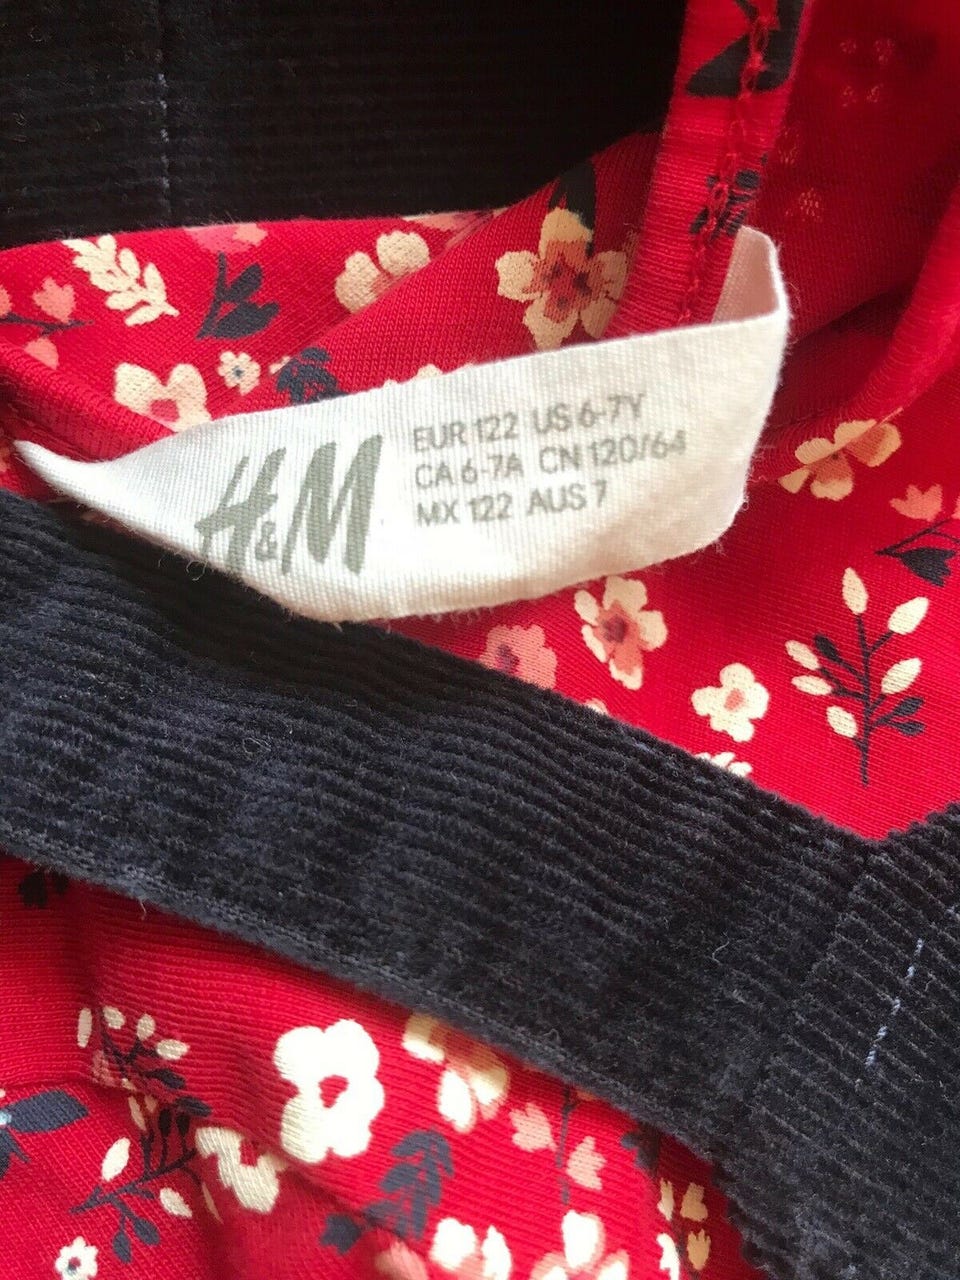 H&M
EUR 122 US 6-7Y
CA 6-7A CN 120/64
MX 122 AUS 7